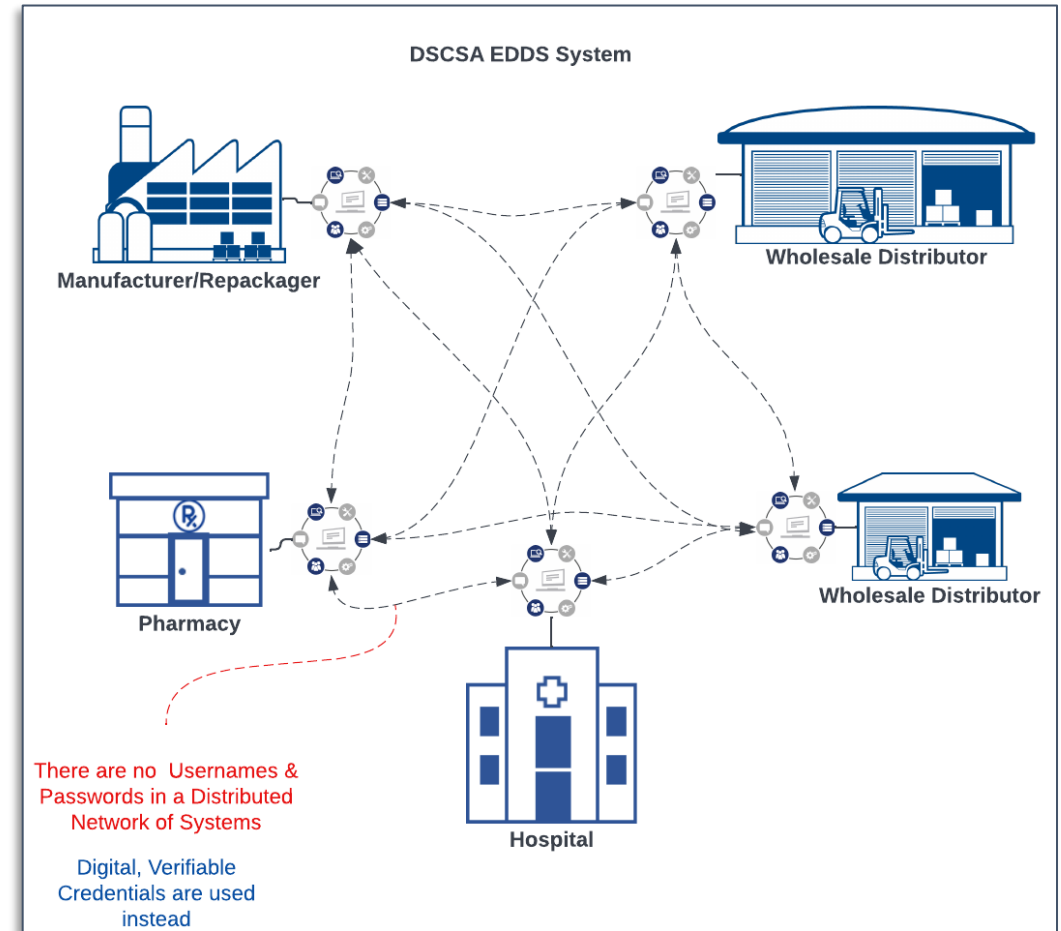 DSCSA EDDS System
Manufacturer/Repackager
Wholesale Distributor
Rx
Pharmacy
Wholesale Distributor
Hospital
There are no Usernames &
Passwords in a Distributed
Network of Systems
Digital, Verifiable
Credentials are used
instead